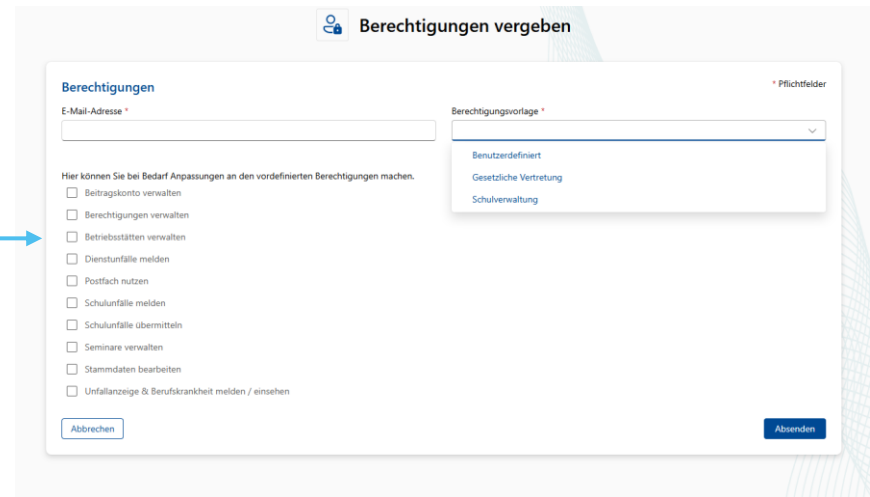 Berechtigungen vergeben
Berechtigungen
* Pflichtfelder
E-Mail-Adresse *
Berechtigungsvorlage *
Benutzerdefiniert
Gesetzliche Vertretung
Schulverwaltung
Hier können Sie bei Bedarf Anpassungen an den vordefinierten Berechtigungen machen.
Beitragskonto verwalten
Berechtigungen verwalten
Betriebsstätten verwalten
Dienstunfälle melden
Postfach nutzen
Schulunfälle melden
Schulunfälle übermitteln
Seminare verwalten
Stammdaten bearbeiten
Unfallanzeige & Berufskrankheit melden / einsehen
Abbrechen
Absenden